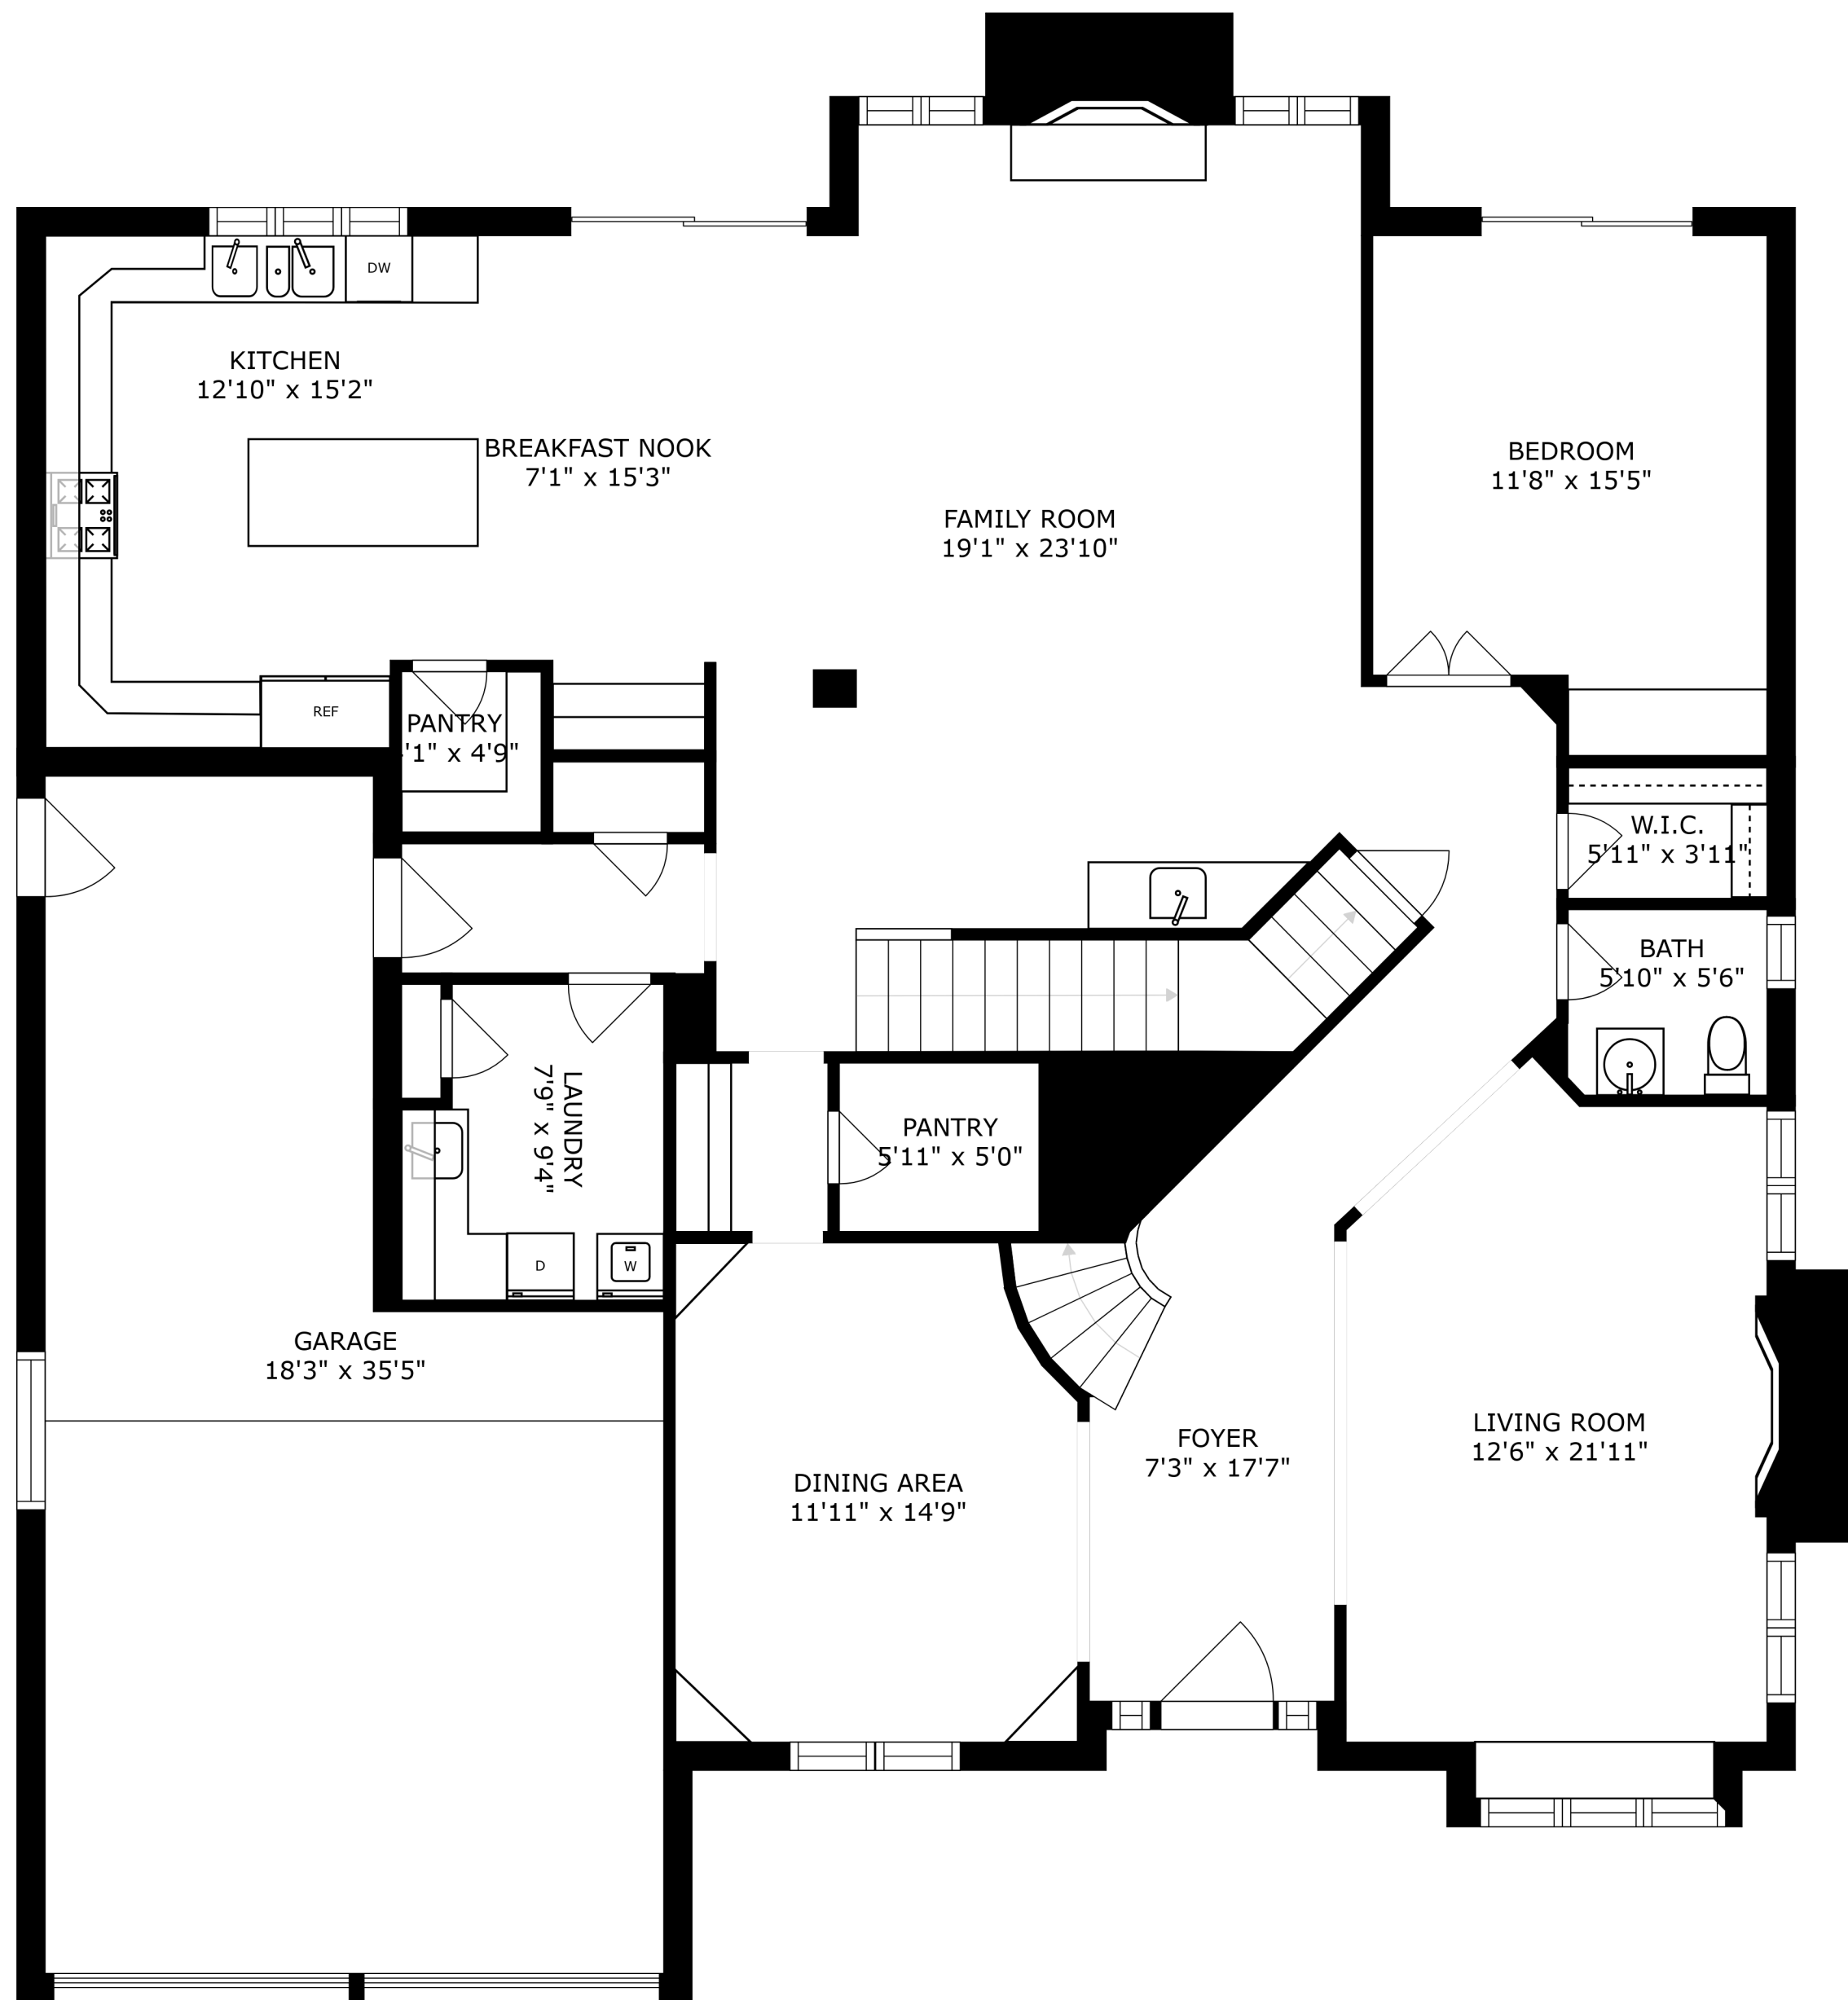 DW
KITCHEN
12'10" x 15'2"
BREAKFAST NOOK
7'1" x 15'3"
BEDROOM
11'8" x 15'5"
FAMILY ROOM
19'1" x 23'10"
REF
PANTRY
'1" x 4'9"
W.I.C.
5'11" x 3'11"
BATH
5'10" x 5'6"
LAUNDRY
7'9" x 9'4"
PANTRY
5'11" x 5'0"
D
W
GARAGE
18'3" x 35'5"
LIVING ROOM
12'6" x 21'11"
FOYER
7'3" x 17'7"
DINING AREA
11'11" x 14'9"